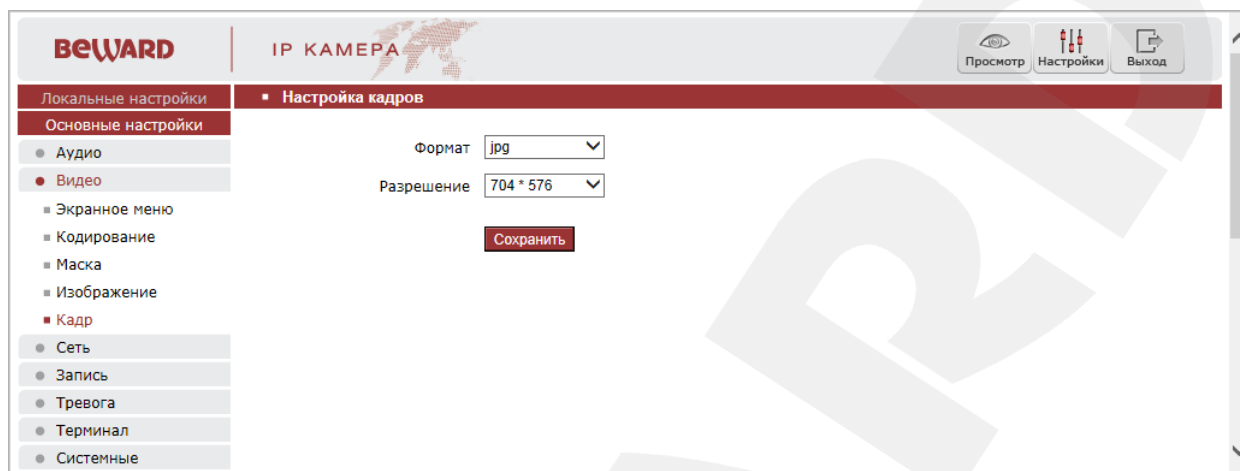 BEWARD
IP КАМЕРА
Просмотр
Настройки
Выход
Локальные настройки
Настройка кадров
Основные настройки
Аудио
Формат
jpg
Видео
Разрешение
704 * 576
Экранное меню
Кодирование
Сохранить
Маска
Изображение
Кадр
Сеть
Запись
Тревога
Терминал
Системные